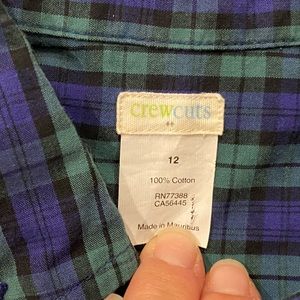 crewcuts
12
100% Cotton
RN77388
CA56445
Made in Mauritius